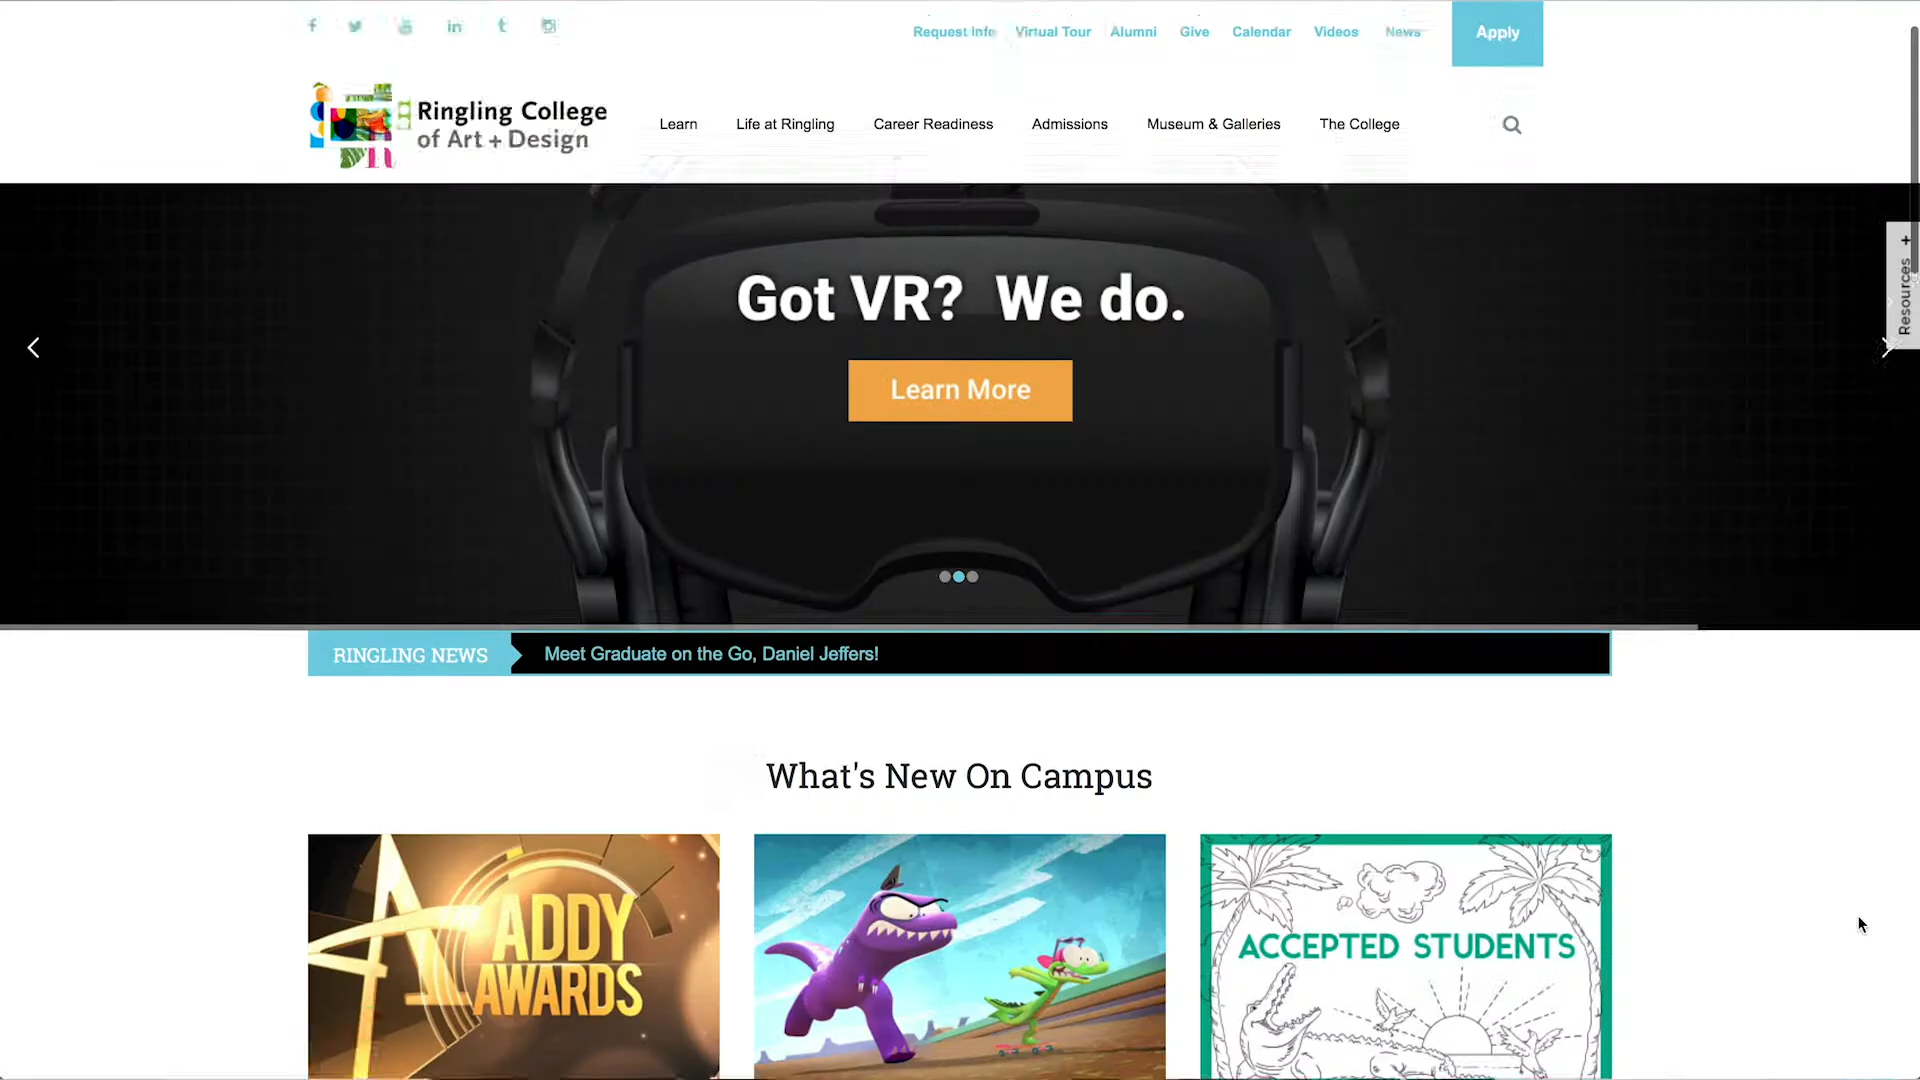 Request Info Virtual Tour Alumni Give Calendar Videos News Apply
Ringling College
of Art + Design
Learn Life at Ringling Career Readiness Admissions Museum & Galleries The College
Got VR? We do.
Learn More
Resources +
RINGLING NEWS Meet Graduate on the Go, Daniel Jeffers!
What's New On Campus
ADDY
AWARDS
ACCEPTED STUDENTS